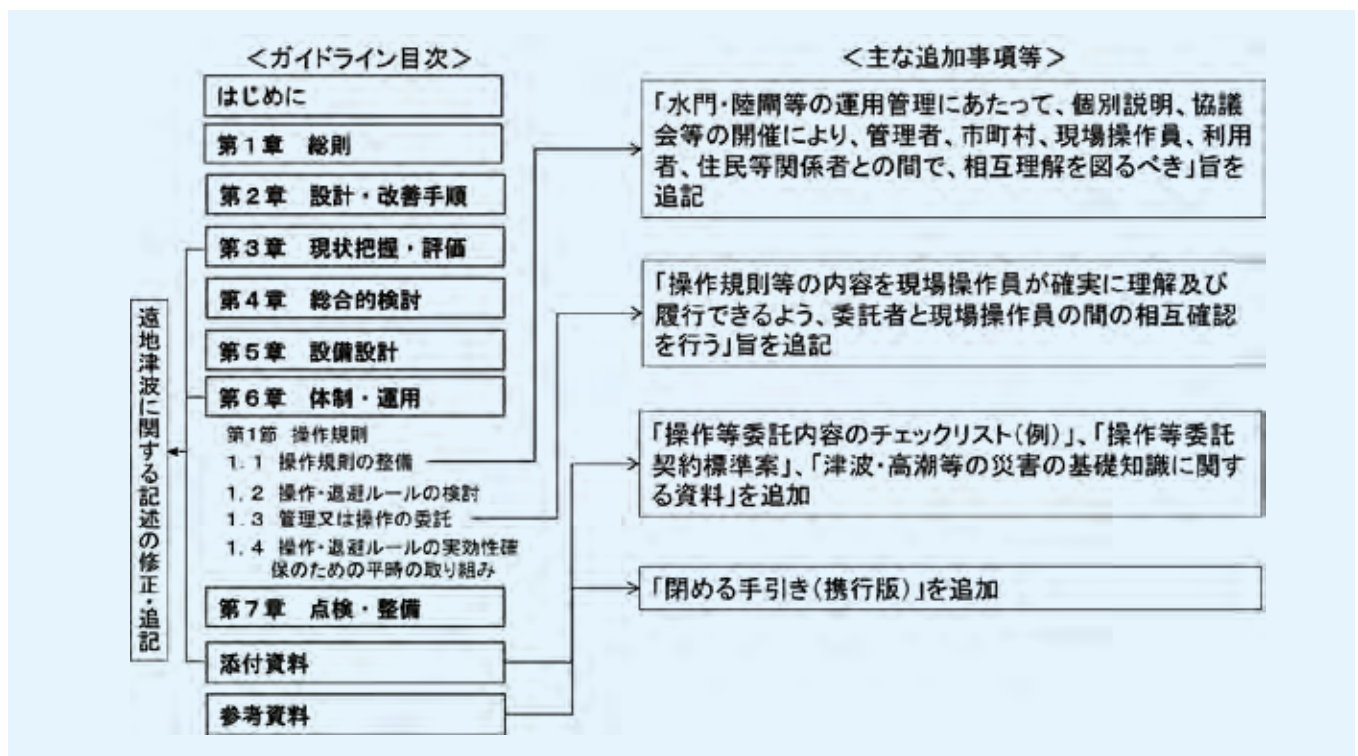 ＜ガイドライン目次＞
はじめに
第１章　総則
第２章　設計・改善手順
第３章　現状把握・評価
第４章　総合的検討
第５章　設備設計
第６章　体制・運用
第1節　操作規則
１．１　操作規則の整備
１．２　操作・退避ルールの検討
１．３　管理又は操作の委託
１．４　操作・退避ルールの実効性確
保のための平時の取り組み
第７章　点検・整備
添付資料
参考資料
遠地津波に関する記述の修正・追記
＜主な追加事項等＞
「水門・陸閘等の運用管理にあたって、個別説明、協議
会等の開催により、管理者、市町村、現場操作員、利用
者、住民等関係者との間で、相互理解を図るべき」旨を
追記
「操作規則等の内容を現場操作員が確実に理解及び
履行できるよう、委託者と現場操作員の間の相互確認
を行う」旨を追記
「操作等委託内容のチェックリスト（例）」、「操作等委託
契約標準案」、「津波・高潮等の災害の基礎知識に関す
る資料」を追加
「閉める手引き（携行版）」を追加